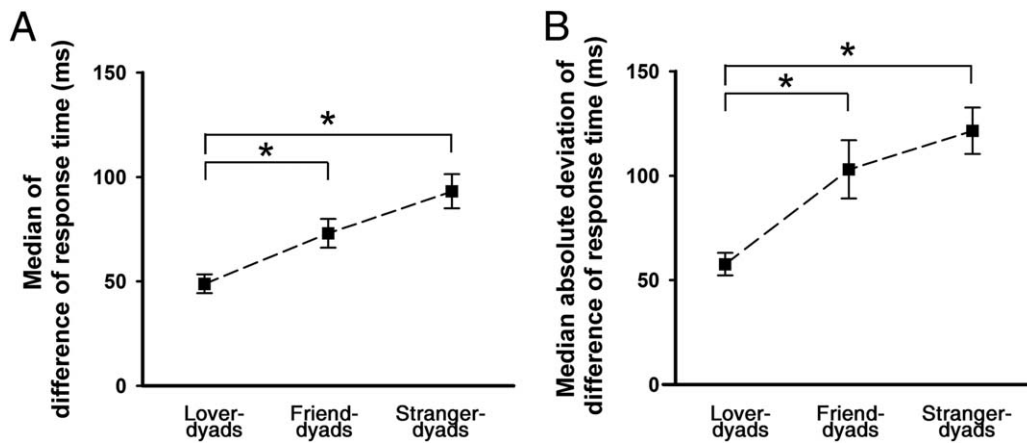 A
Median of
difference of response time (ms)
150
100
50
0
*
*
Lover-
dyads
Friend-
dyads
Stranger-
dyads
B
Median absolute deviation of
difference of response time (ms)
150
100
50
0
*
*
Lover-
dyads
Friend-
dyads
Stranger-
dyads